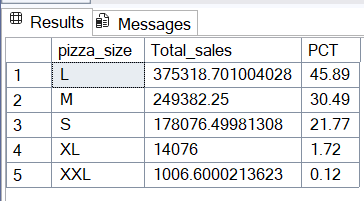 Results Messages
pizza_size Total_sales PCT
1 L 375318.701004028 45.89
2 M 249382.25 30.49
3 S 178076.49981308 21.77
4 XL 14076 1.72
5 XXL 1006.6000213623 0.12